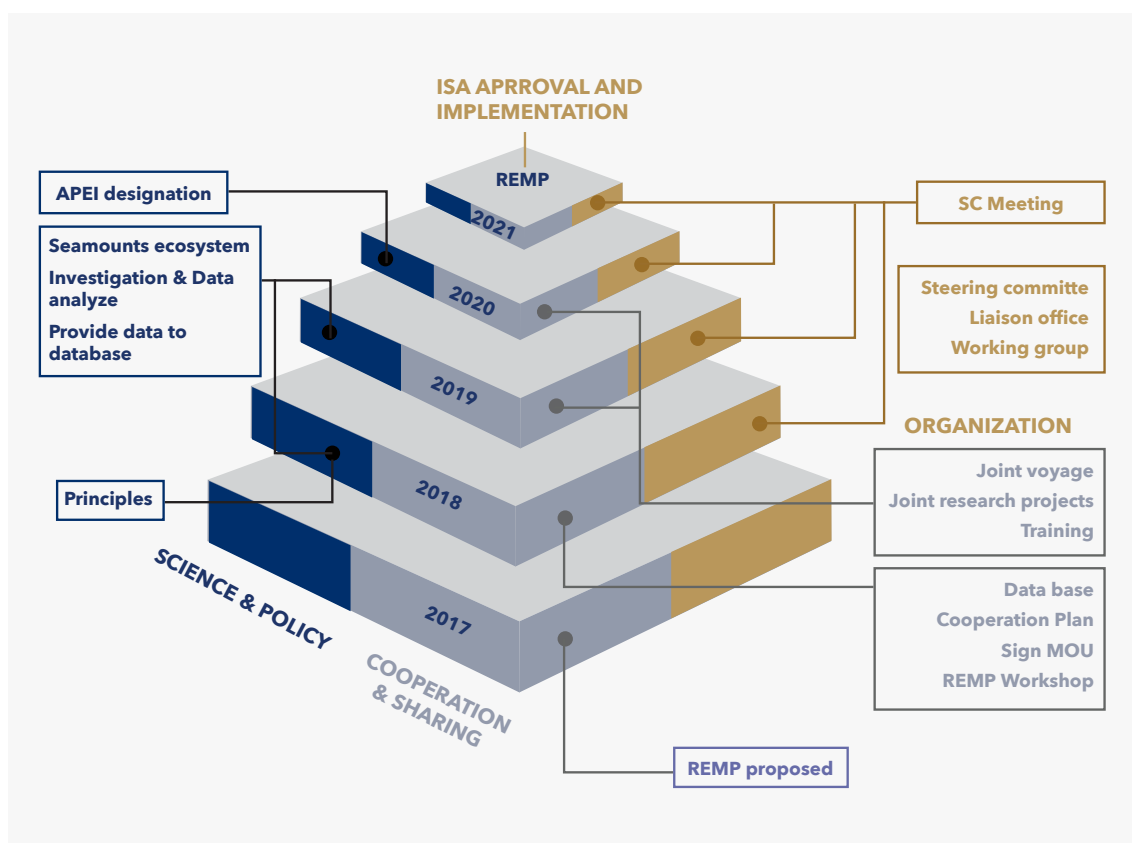 ISA APRROVAL AND
IMPLEMENTATION
REMP
2021
2020
2019
2018
2017
APEI designation
Seamounts ecosystem
Investigation & Data
analyze
Provide data to
database
Principles
SCIENCE & POLICY
COOPERATION
& SHARING
SC Meeting
Steering committe
Liaison office
Working group
ORGANIZATION
Joint voyage
Joint research projects
Training
Data base
Cooperation Plan
Sign MOU
REMP Workshop
REMP proposed